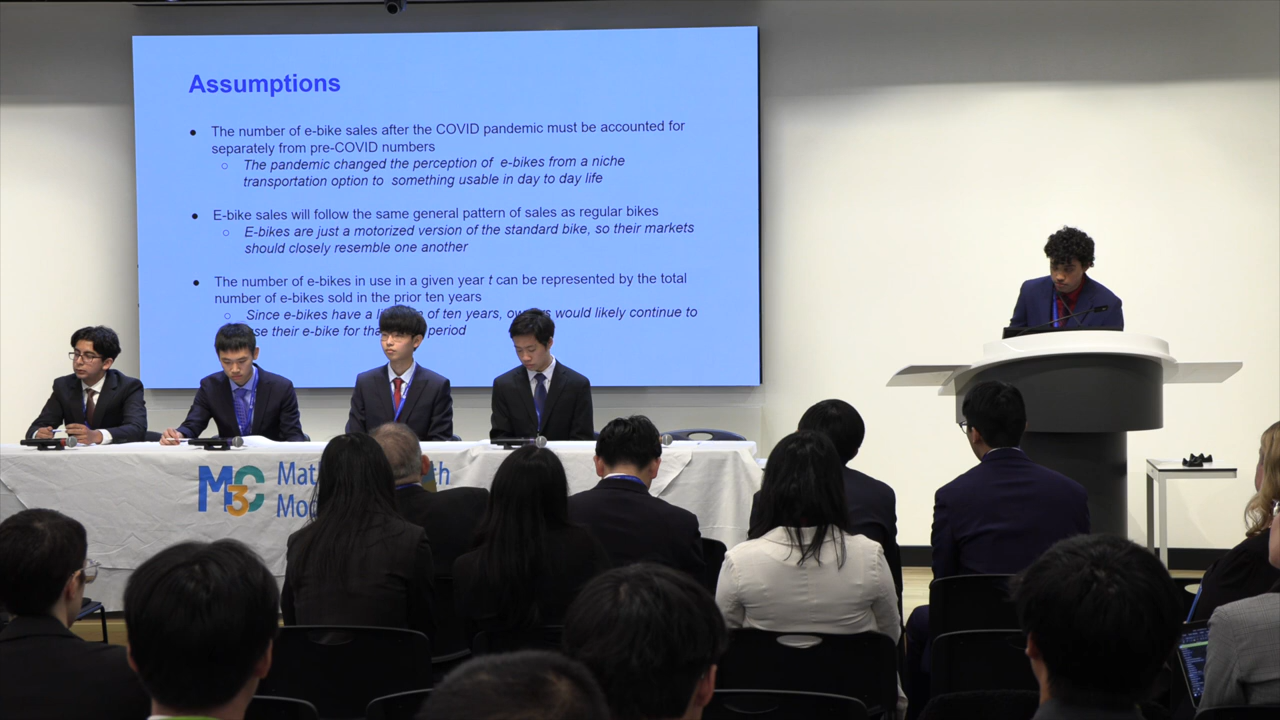 Assumptions
● The number of e-bike sales after the COVID pandemic must be accounted for
separately from pre-COVID numbers
○ The pandemic changed the perception of e-bikes from a niche
transportation option to something usable in day to day life
● E-bike sales will follow the same general pattern of sales as regular bikes
○ E-bikes are just a motorized version of the standard bike, so their markets
should closely resemble one another
● The number of e-bikes in use in a given year t can be represented by the total
number of e-bikes sold in the prior ten years
○ Since e-bikes have a of ten years, would likely continue to
their e-bike for period
M3C